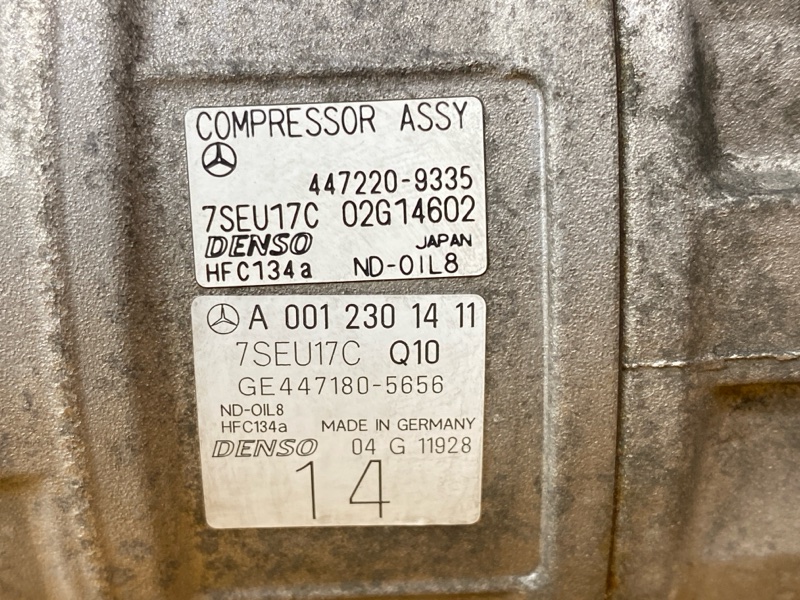 COMPRESSOR ASSY
447220-9335
7SEU17C 02G14602
DENSO JAPAN
HFC134a ND-OIL8
A 001 230 14 11
7SEU17C Q10
GE447180-5656
ND-OIL8
HFC134a MADE IN GERMANY
DENSO 04 G 11928
14